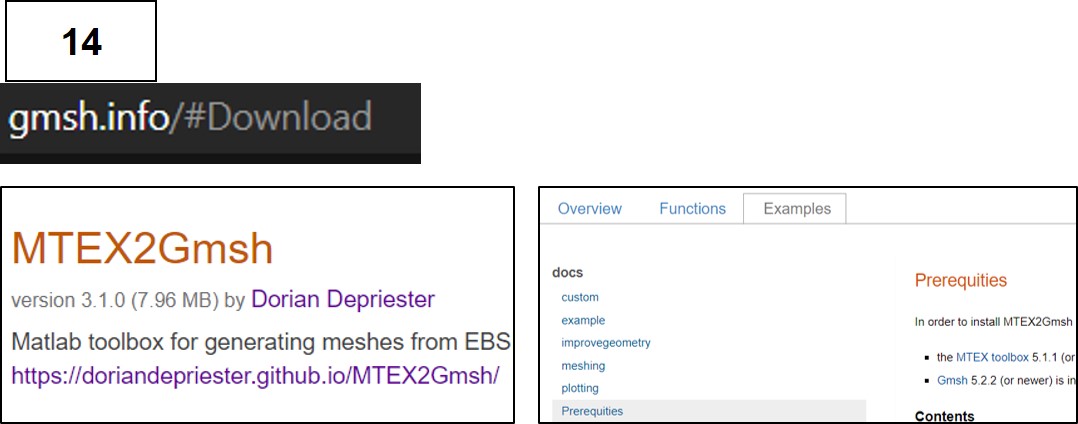 14
gmsh.info/#Download
MTEX2Gmsh
version 3.1.0 (7.96 MB) by Dorian Depriester
Matlab toolbox for generating meshes from EBS
https://doriandepriester.github.io/MTEX2Gmsh/
Overview Functions Examples
docs
custom
example
improvegeometry
meshing
plotting
Prerequities
Prerequities
In order to install MTEX2Gmsh
the MTEX toolbox 5.1.1 (or
Gmsh 5.2.2 (or newer) is in
Contents